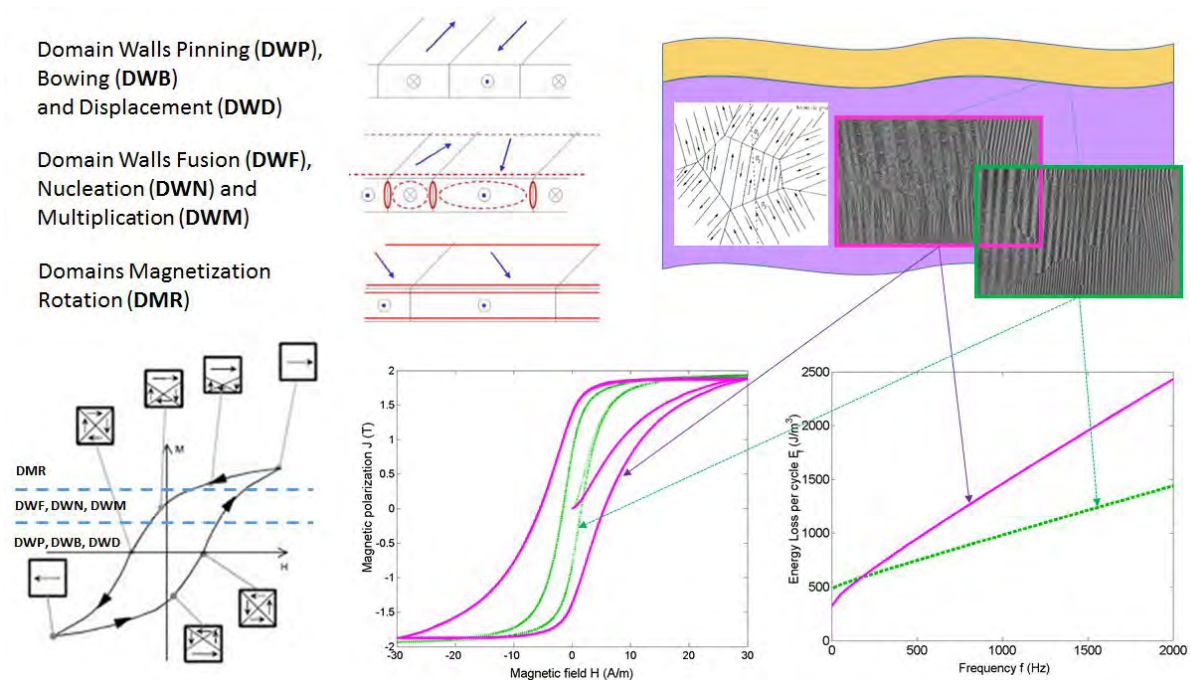 Domain Walls Pinning (DWP),
Bowing (DWB)
and Displacement (DWD)
Domain Walls Fusion (DWF),
Nucleation (DWN) and
Multiplication (DWM)
Domains Magnetization
Rotation (DMR)
M
DMR
DWF, DWN, DWM
DWP, DWB, DWD
H
2
1.5
1
0.5
0
-0.5
-1
-1.5
-2
-30
-20
-10
0
10
20
30
Magnetic polarization J (T)
Magnetic field H (A/m)
2500
2000
1500
1000
500
0
0
500
1000
1500
2000
Energy Loss per cycle E (J/m³)
Frequency f (Hz)